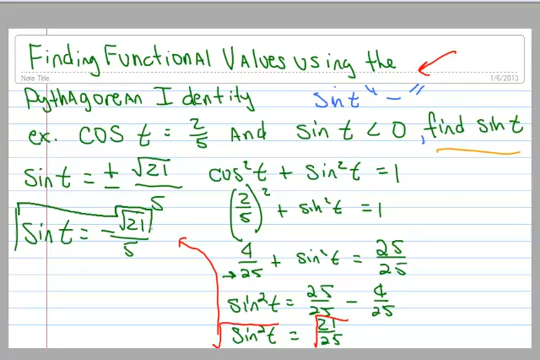 Finding Functional Values using the
Note Title
1/6/2013
Pythagorean Identity
sin t " – "
ex. cos t = 2/5 and sin t < 0, find sin t
sin t = ± √21/5
cos²t + sin²t = 1
sin t = -√21/5
(2/5)² + sin²t = 1
4/25 + sin²t = 25/25
sin²t = 25/25 - 4/25
√sin²t = √21/25